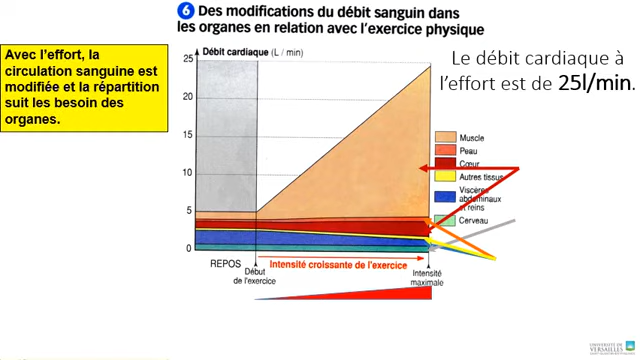 6 Des modifications du débit sanguin dans
les organes en relation avec l'exercice physique
Avec l'effort, la
circulation sanguine est
modifiée et la répartition
suit les besoin des
organes.
Débit cardiaque (L / min)
Le débit cardiaque à
l'effort est de 25l/min.
25
20
15
10
5
0
Muscle
Peau
Cœur
Autres tissus
Viscères
abdominaux
et reins
Cerveau
REPOS
Début
de l'exercice
Intensité croissante de l'exercice
Intensité
maximale
UNIVERSITÉ DE
VERSAILLES